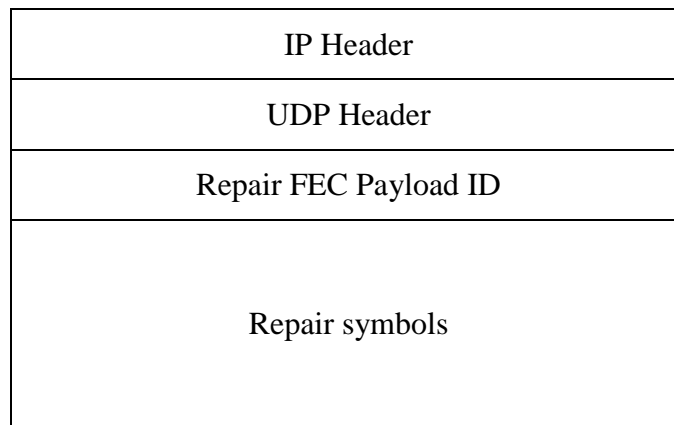 IP Header
UDP Header
Repair FEC Payload ID
Repair symbols